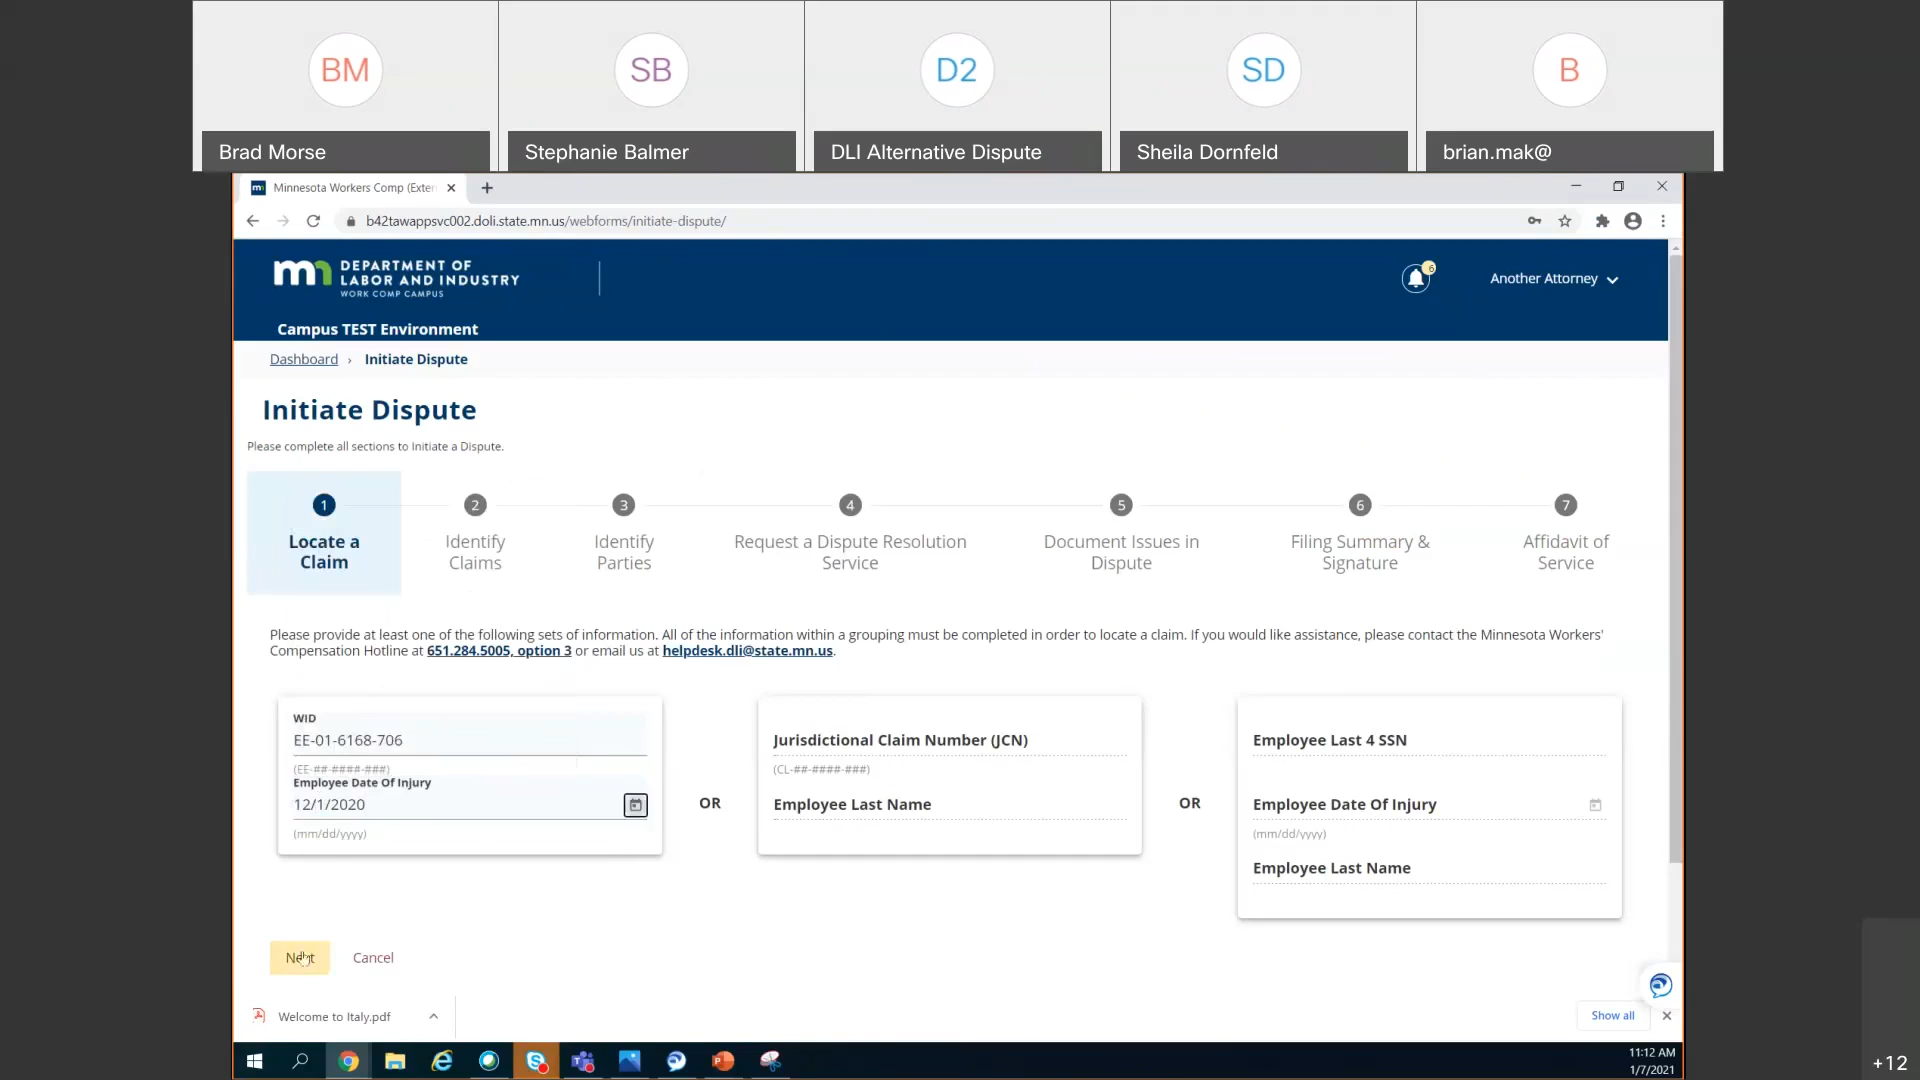 BM
SB
D2
SD
B
Brad Morse
Stephanie Balmer
DLI Alternative Dispute
Sheila Dornfeld
brian.mak@
Minnesota Workers Comp (Exter
b42tawappsvc002.doli.state.mn.us/webforms/initiate-dispute/
mn DEPARTMENT OF
LABOR AND INDUSTRY
WORK COMP CAMPUS
6
Another Attorney
Campus TEST Environment
Dashboard › Initiate Dispute
Initiate Dispute
Please complete all sections to Initiate a Dispute.
1
2
3
4
5
6
7
Locate a
Claim
Identify
Claims
Identify
Parties
Request a Dispute Resolution
Service
Document Issues in
Dispute
Filing Summary &
Signature
Affidavit of
Service
Please provide at least one of the following sets of information. All of the information within a grouping must be completed in order to locate a claim. If you would like assistance, please contact the Minnesota Workers'
Compensation Hotline at 651.284.5005, option 3 or email us at helpdesk.dli@state.mn.us.
WID
EE-01-6168-706
(EE-##-####-###)
Employee Date Of Injury
12/1/2020
(mm/dd/yyyy)
OR
Jurisdictional Claim Number (JCN)
(CL-##-####-###)
Employee Last Name
OR
Employee Last 4 SSN
Employee Date Of Injury
(mm/dd/yyyy)
Employee Last Name
Next
Cancel
Welcome to Italy.pdf
Show all
11:12 AM
1/7/2021
+12